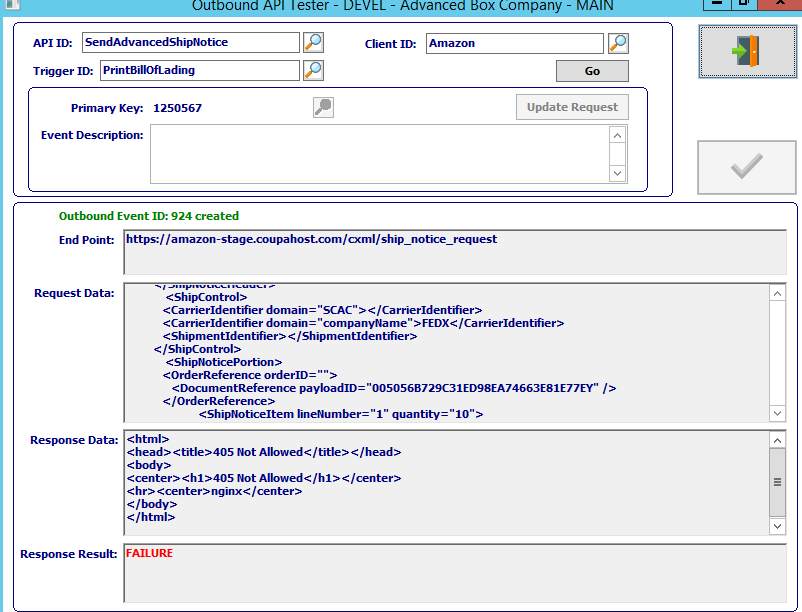 Outbound API Tester - DEVEL - Advanced Box Company - MAIN
API ID: SendAdvancedShipNotice Client ID: Amazon
Trigger ID: PrintBillOfLading Go
Primary Key: 1250567 Update Request
Event Description:
Outbound Event ID: 924 created
End Point: https://amazon-stage.coupahost.com/cxml/ship_notice_request
Request Data: </ShipNoticeHeader>
<ShipControl>
<CarrierIdentifier domain="SCAC"></CarrierIdentifier>
<CarrierIdentifier domain="companyName">FEDX</CarrierIdentifier>
<ShipmentIdentifier></ShipmentIdentifier>
</ShipControl>
<ShipNoticePortion>
<OrderReference orderID="">
<DocumentReference payloadID="005056B729C31ED98EA74663E81E77EY" />
</OrderReference>
<ShipNoticeItem lineNumber="1" quantity="10">
Response Data: <html>
<head><title>405 Not Allowed</title></head>
<body>
<center><h1>405 Not Allowed</h1></center>
<hr><center>nginx</center>
</body>
</html>
Response Result: FAILURE